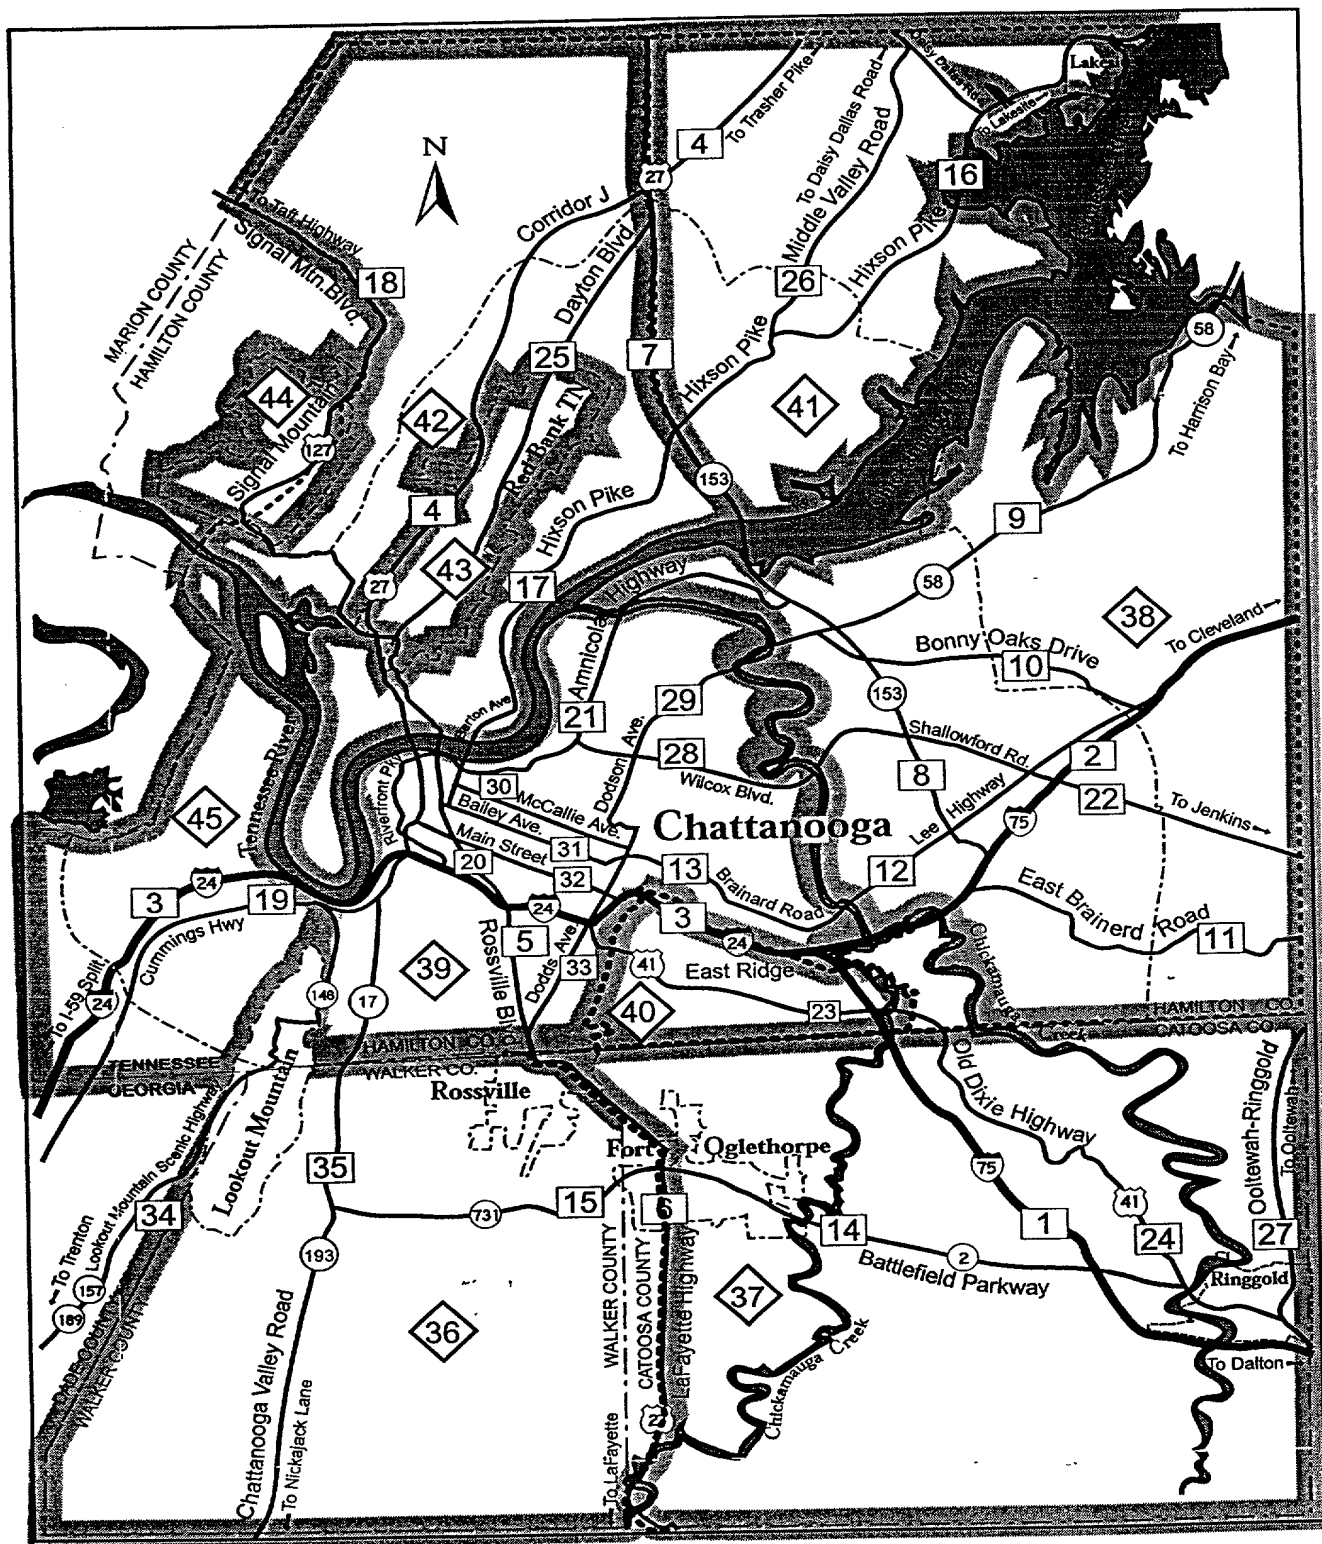 Lakesi
Daisy Dallas Rd.
To Lakesite
To Trasher Pike
To Daisy Dallas Road
Middle Valley Road
4
27
16
N
Corridor J
To Taft Highway
Signal Mtn. Blvd.
MARION COUNTY
HAMILTON COUNTY
18
Dayton Blvd.
26
Hixson Pike
58
To Harrison Bay
25
7
Hixson Pike
44
42
41
Signal Mountain
127
Red Bank TN
153
4
Hixson Pike
9
43
17
27
Highway
58
38
Amnicola
Bonny Oaks Drive
To Cleveland
10
Barton Ave.
29
153
21
Tennessee River
Dodson Ave.
28
Shallowford Rd.
2
Riverfront Pky
30
Wilcox Blvd.
8
22
45
McCallie Ave.
Bailey Ave.
Chattanooga
Lee Highway
75
To Jenkins
Main Street
31
20
32
13
12
24
3
19
Brainard Road
East Brainerd Road
Cummings Hwy
24
3
5
11
Rossville Blvd
Dodds Ave.
33
41
24
East Ridge
39
Chickamauga
Creek
24
To I-59 Split
148
17
40
23
HAMILTON CO.
CATOOSA CO.
HAMILTON CO.
WALKER CO.
TENNESSEE
GEORGIA
Rossville
Lookout Mountain
Old Dixie Highway
Ooltewah-Ringgold
To Ooltewah
Fort Oglethorpe
35
75
Lookout Mountain Scenic Highway
To Trenton
34
731
15
6
14
1
41
24
27
193
2
Battlefield Parkway
Ringgold
157
189
WALKER COUNTY
CATOOSA COUNTY
LaFayette Highway
37
36
DADE COUNTY
WALKER COUNTY
Chattanooga Valley Road
To Nickajack Lane
Chickamauga Creek
To Dalton
27
To LaFayette